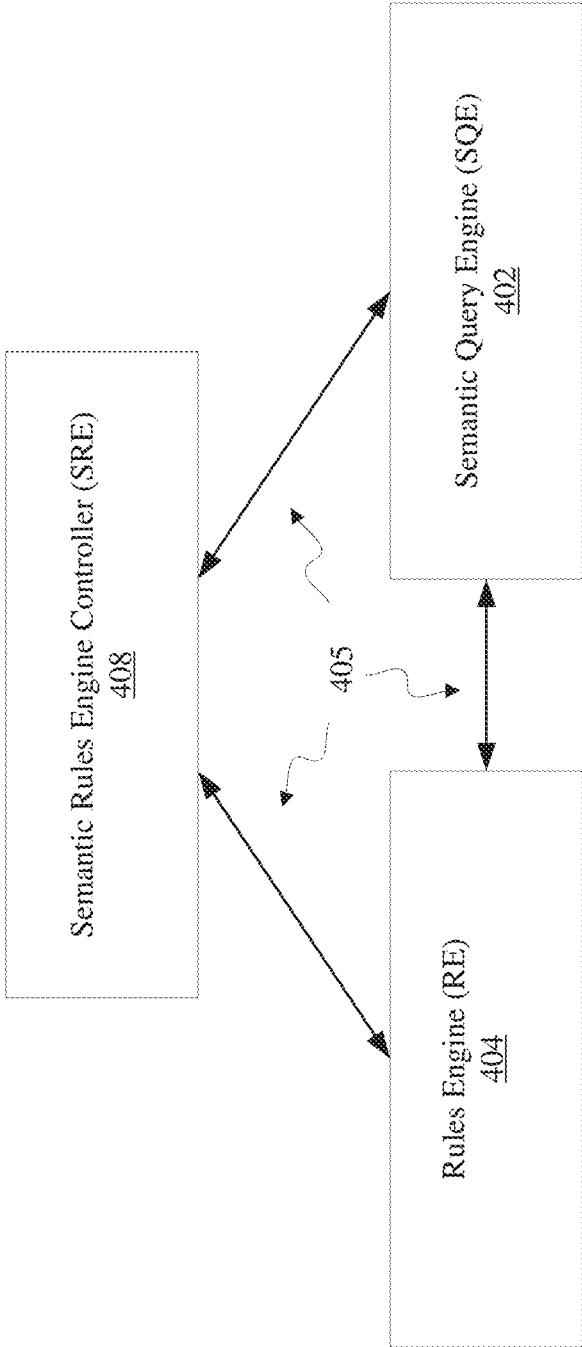 Semantic Rules Engine Controller (SRE)
408
405
Rules Engine (RE)
404
Semantic Query Engine (SQE)
402